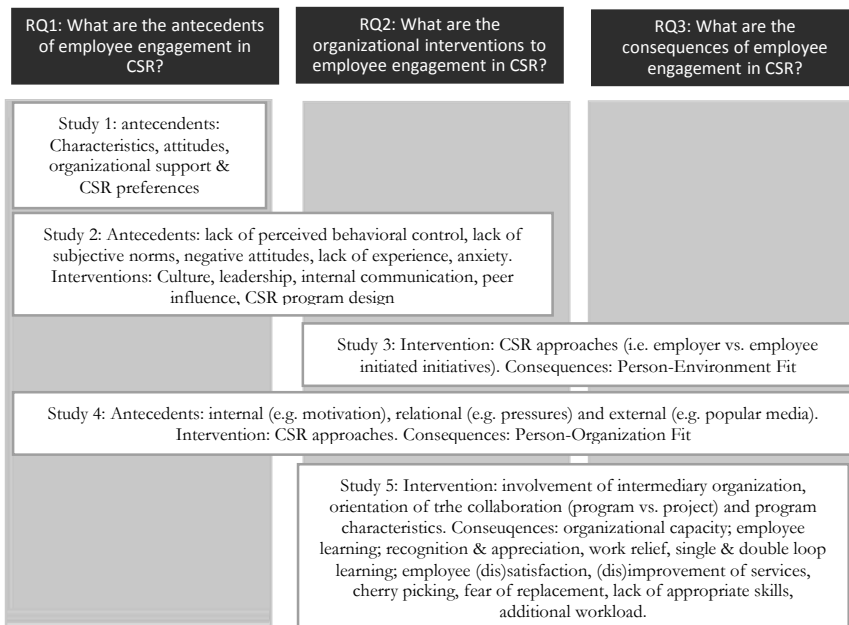 RQ1: What are the antecedents
of employee engagement in
CSR?
RQ2: What are the
organizational interventions to
employee engagement in CSR?
RQ3: What are the
consequences of employee
engagement in CSR?
Study 1: antecendents:
Characteristics, attitudes,
organizational support &
CSR preferences
Study 2: Antecedents: lack of perceived behavioral control, lack of
subjective norms, negative attitudes, lack of experience, anxiety.
Interventions: Culture, leadership, internal communication, peer
influence, CSR program design
Study 3: Intervention: CSR approaches (i.e. employer vs. employee
initiated initiatives). Consequences: Person-Environment Fit
Study 4: Antecedents: internal (e.g. motivation), relational (e.g. pressures) and external (e.g. popular media).
Intervention: CSR approaches. Consequences: Person-Organization Fit
Study 5: Intervention: involvement of intermediary organization,
orientation of trhe collaboration (program vs. project) and program
characteristics. Conseuqences: organizational capacity; employee
learning; recognition & appreciation, work relief, single & double loop
learning; employee (dis)satisfaction, (dis)improvement of services,
cherry picking, fear of replacement, lack of appropriate skills,
additional workload.